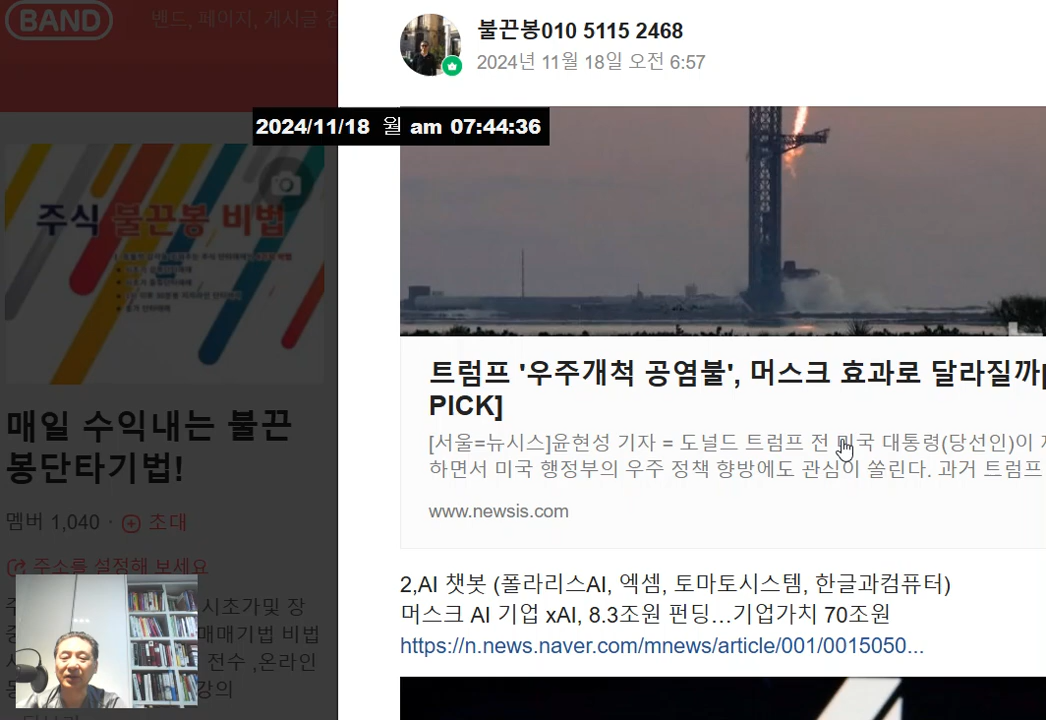 BAND
밴드, 페이지, 게시글 검
불끈봉010 5115 2468
2024년 11월 18일 오전 6:57
2024/11/18 월 am 07:44:36
주식 불끈봉 비법
트럼프 '우주개척 공염불', 머스크 효과로 달라질까[
PICK]
[서울=뉴시스]윤현성 기자 = 도널드 트럼프 전 미국 대통령(당선인)이
하면서 미국 행정부의 우주 정책 향방에도 관심이 쏠린다. 과거 트럼프
www.newsis.com
매일 수익내는 불끈
봉단타기법!
멤버 1,040 · 초대
주소를 설정해 보세요
시초가및 장
매매기법 비법
전수 ,온라인
강의
2,AI 챗봇 (폴라리스AI, 엑셈, 토마토시스템, 한글과컴퓨터)
머스크 AI 기업 xAI, 8.3조원 펀딩…기업가치 70조원
https://n.news.naver.com/mnews/article/001/0015050...